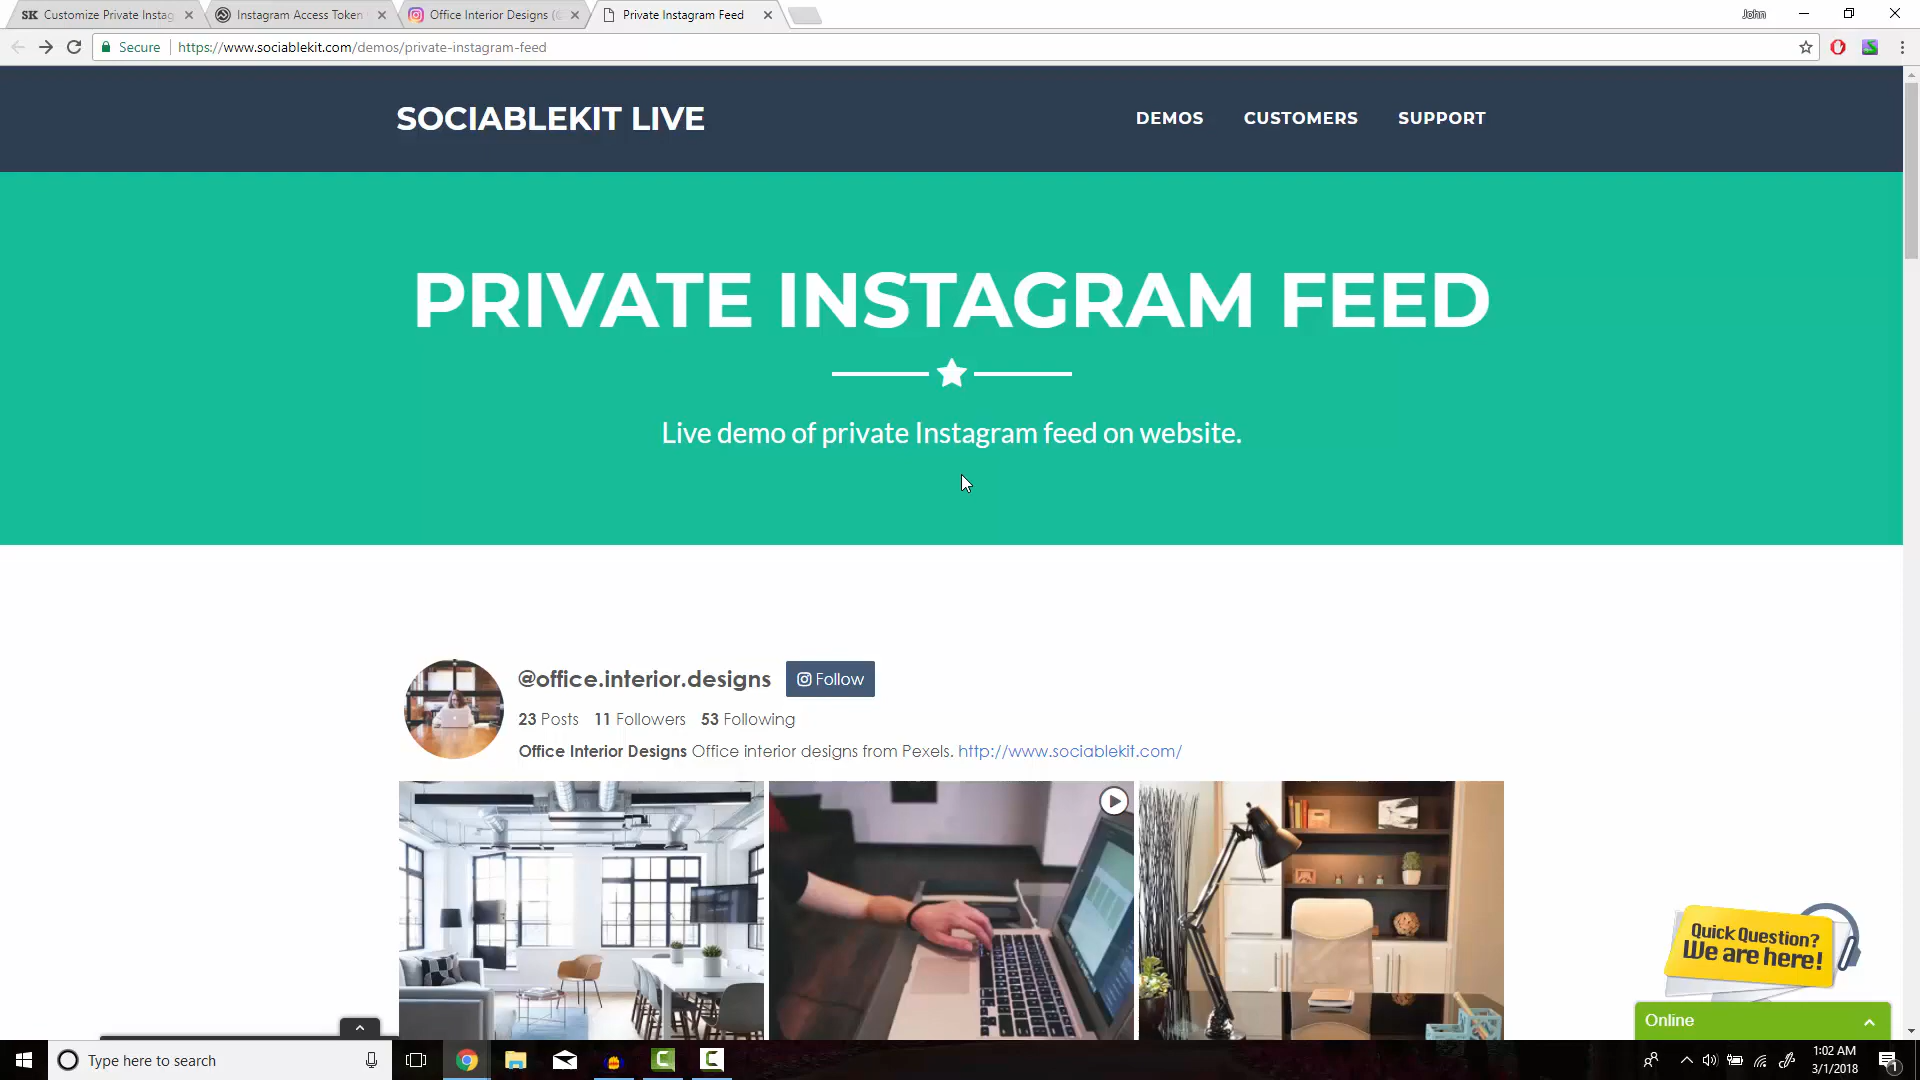 SK Customize Private Instag
Instagram Access Token
Office Interior Designs (@
Private Instagram Feed
John
Secure
https://www.sociablekit.com/demos/private-instagram-feed
SOCIABLEKIT LIVE
DEMOS
CUSTOMERS
SUPPORT
PRIVATE INSTAGRAM FEED
Live demo of private Instagram feed on website.
@office.interior.designs
Follow
23 Posts 11 Followers 53 Following
Office Interior Designs Office interior designs from Pexels. http://www.sociablekit.com/
Quick Question?
We are here!
Online
Type here to search
1:02 AM
3/1/2018
1